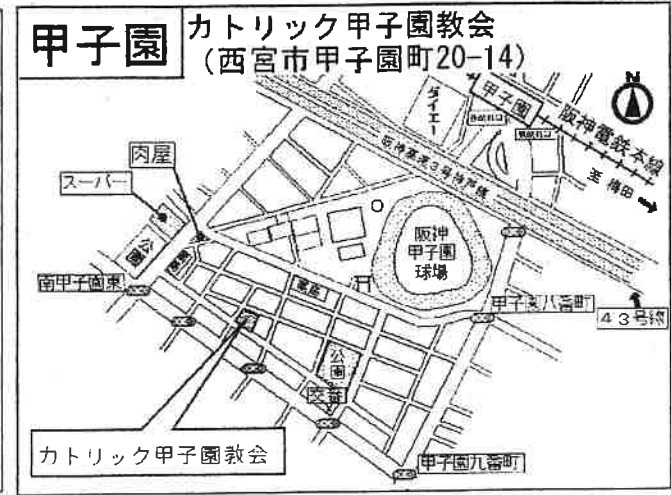 甲子園
カトリック甲子園教会
(西宮市甲子園町20-14)
N
ダイエー
甲子園
阪神電鉄本線
至 梅田
阪神高速3号神戸線
肉屋
スーパー
公園
阪神
甲子園
球場
南甲子園東
甲子園八番町
43号線
公園
交番
カトリック甲子園教会
甲子園九番町